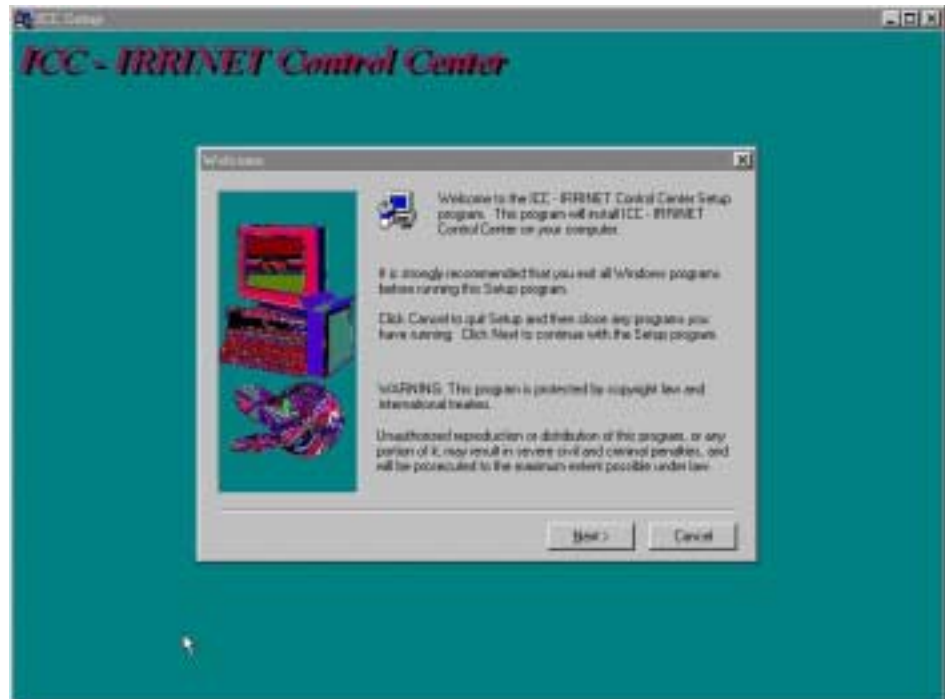 ICC Setup
ICC - IRRINET Control Center
Welcome
Welcome to the ICC - IRRINET Control Center Setup
program. This program will install ICC - IRRINET
Control Center on your computer.
It is strongly recommended that you exit all Windows programs
before running this Setup program.
Click Cancel to quit Setup and then close any programs you
have running. Click Next to continue with the Setup program.
WARNING: This program is protected by copyright law and
international treaties.
Unauthorized reproduction or distribution of this program, or any
portion of it, may result in severe civil and criminal penalties, and
will be prosecuted to the maximum extent possible under law.
Next >
Cancel